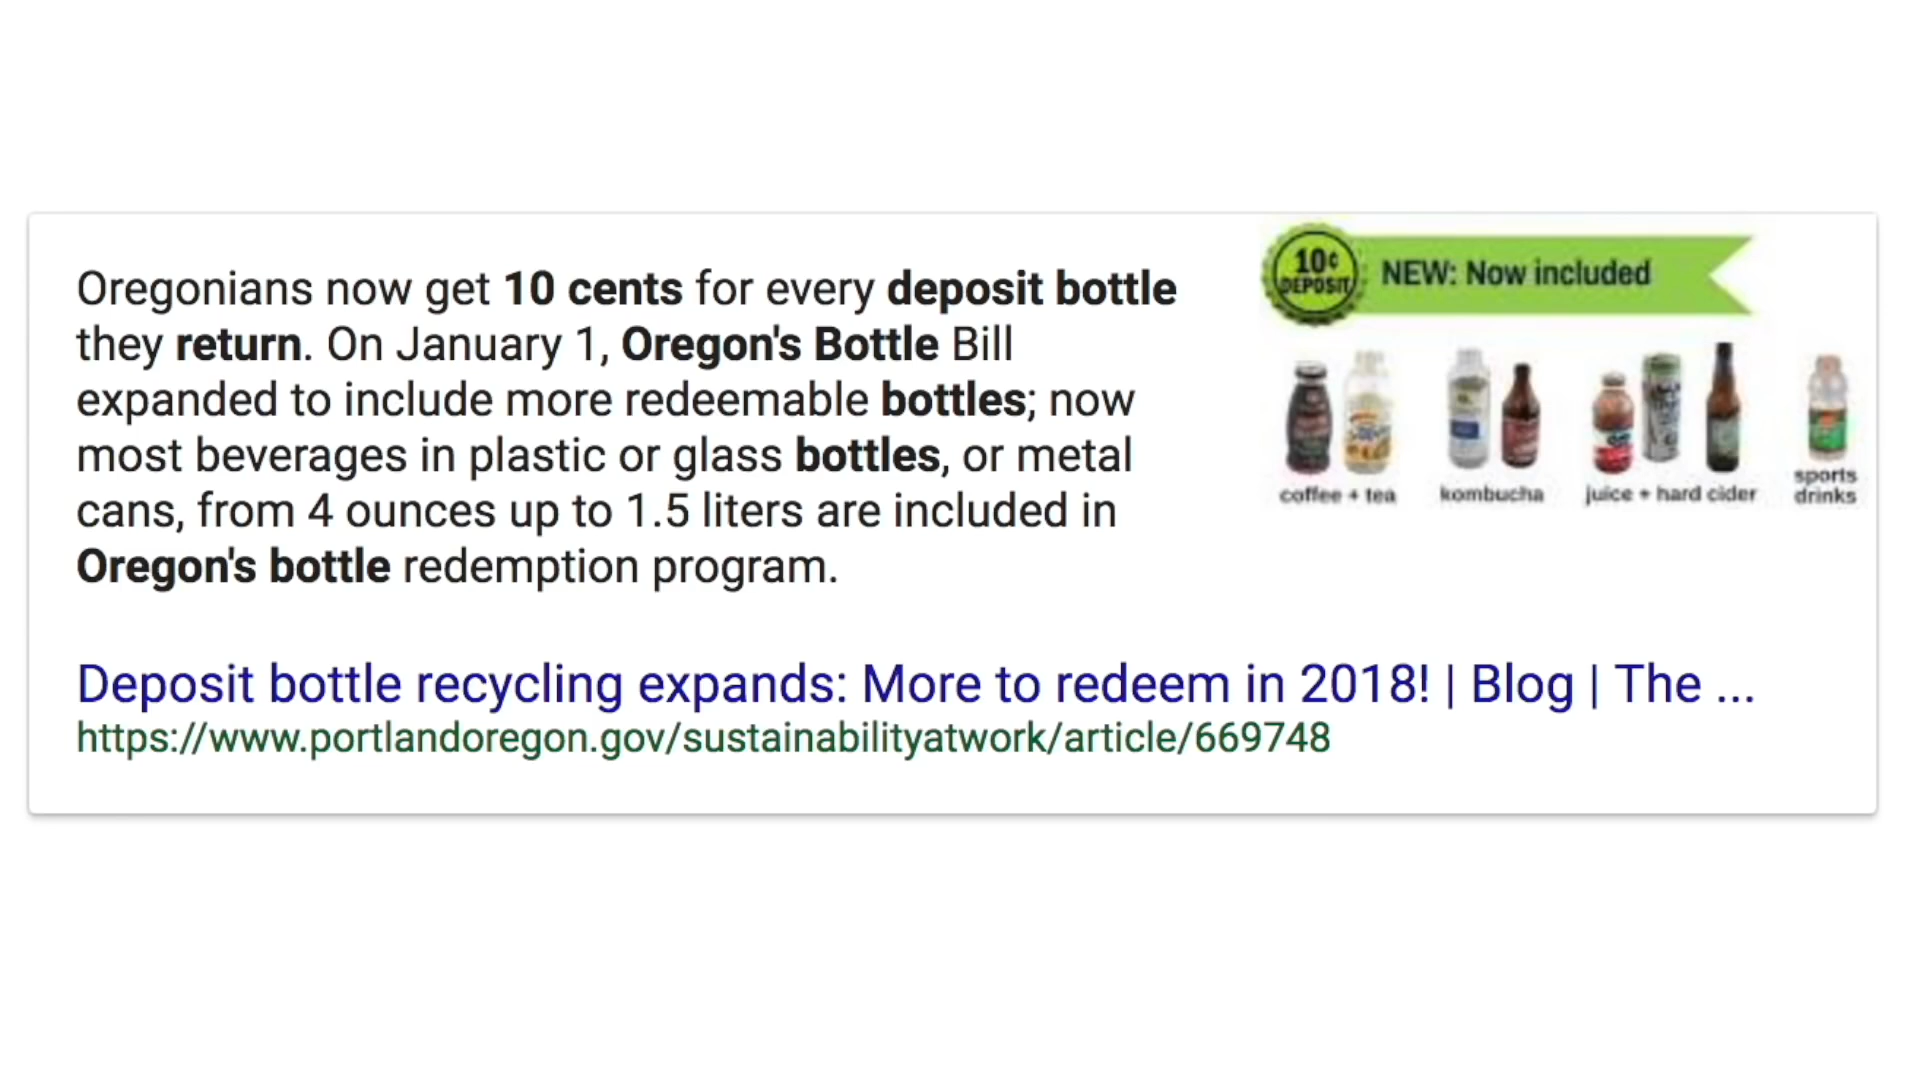 Oregonians now get 10 cents for every deposit bottle
they return. On January 1, Oregon's Bottle Bill
expanded to include more redeemable bottles; now
most beverages in plastic or glass bottles, or metal
cans, from 4 ounces up to 1.5 liters are included in
Oregon's bottle redemption program.
10¢
DEPOSIT
NEW: Now included
coffee + tea
kombucha
juice + hard cider
sports
drinks
Deposit bottle recycling expands: More to redeem in 2018! | Blog | The ...
https://www.portlandoregon.gov/sustainabilityatwork/article/669748